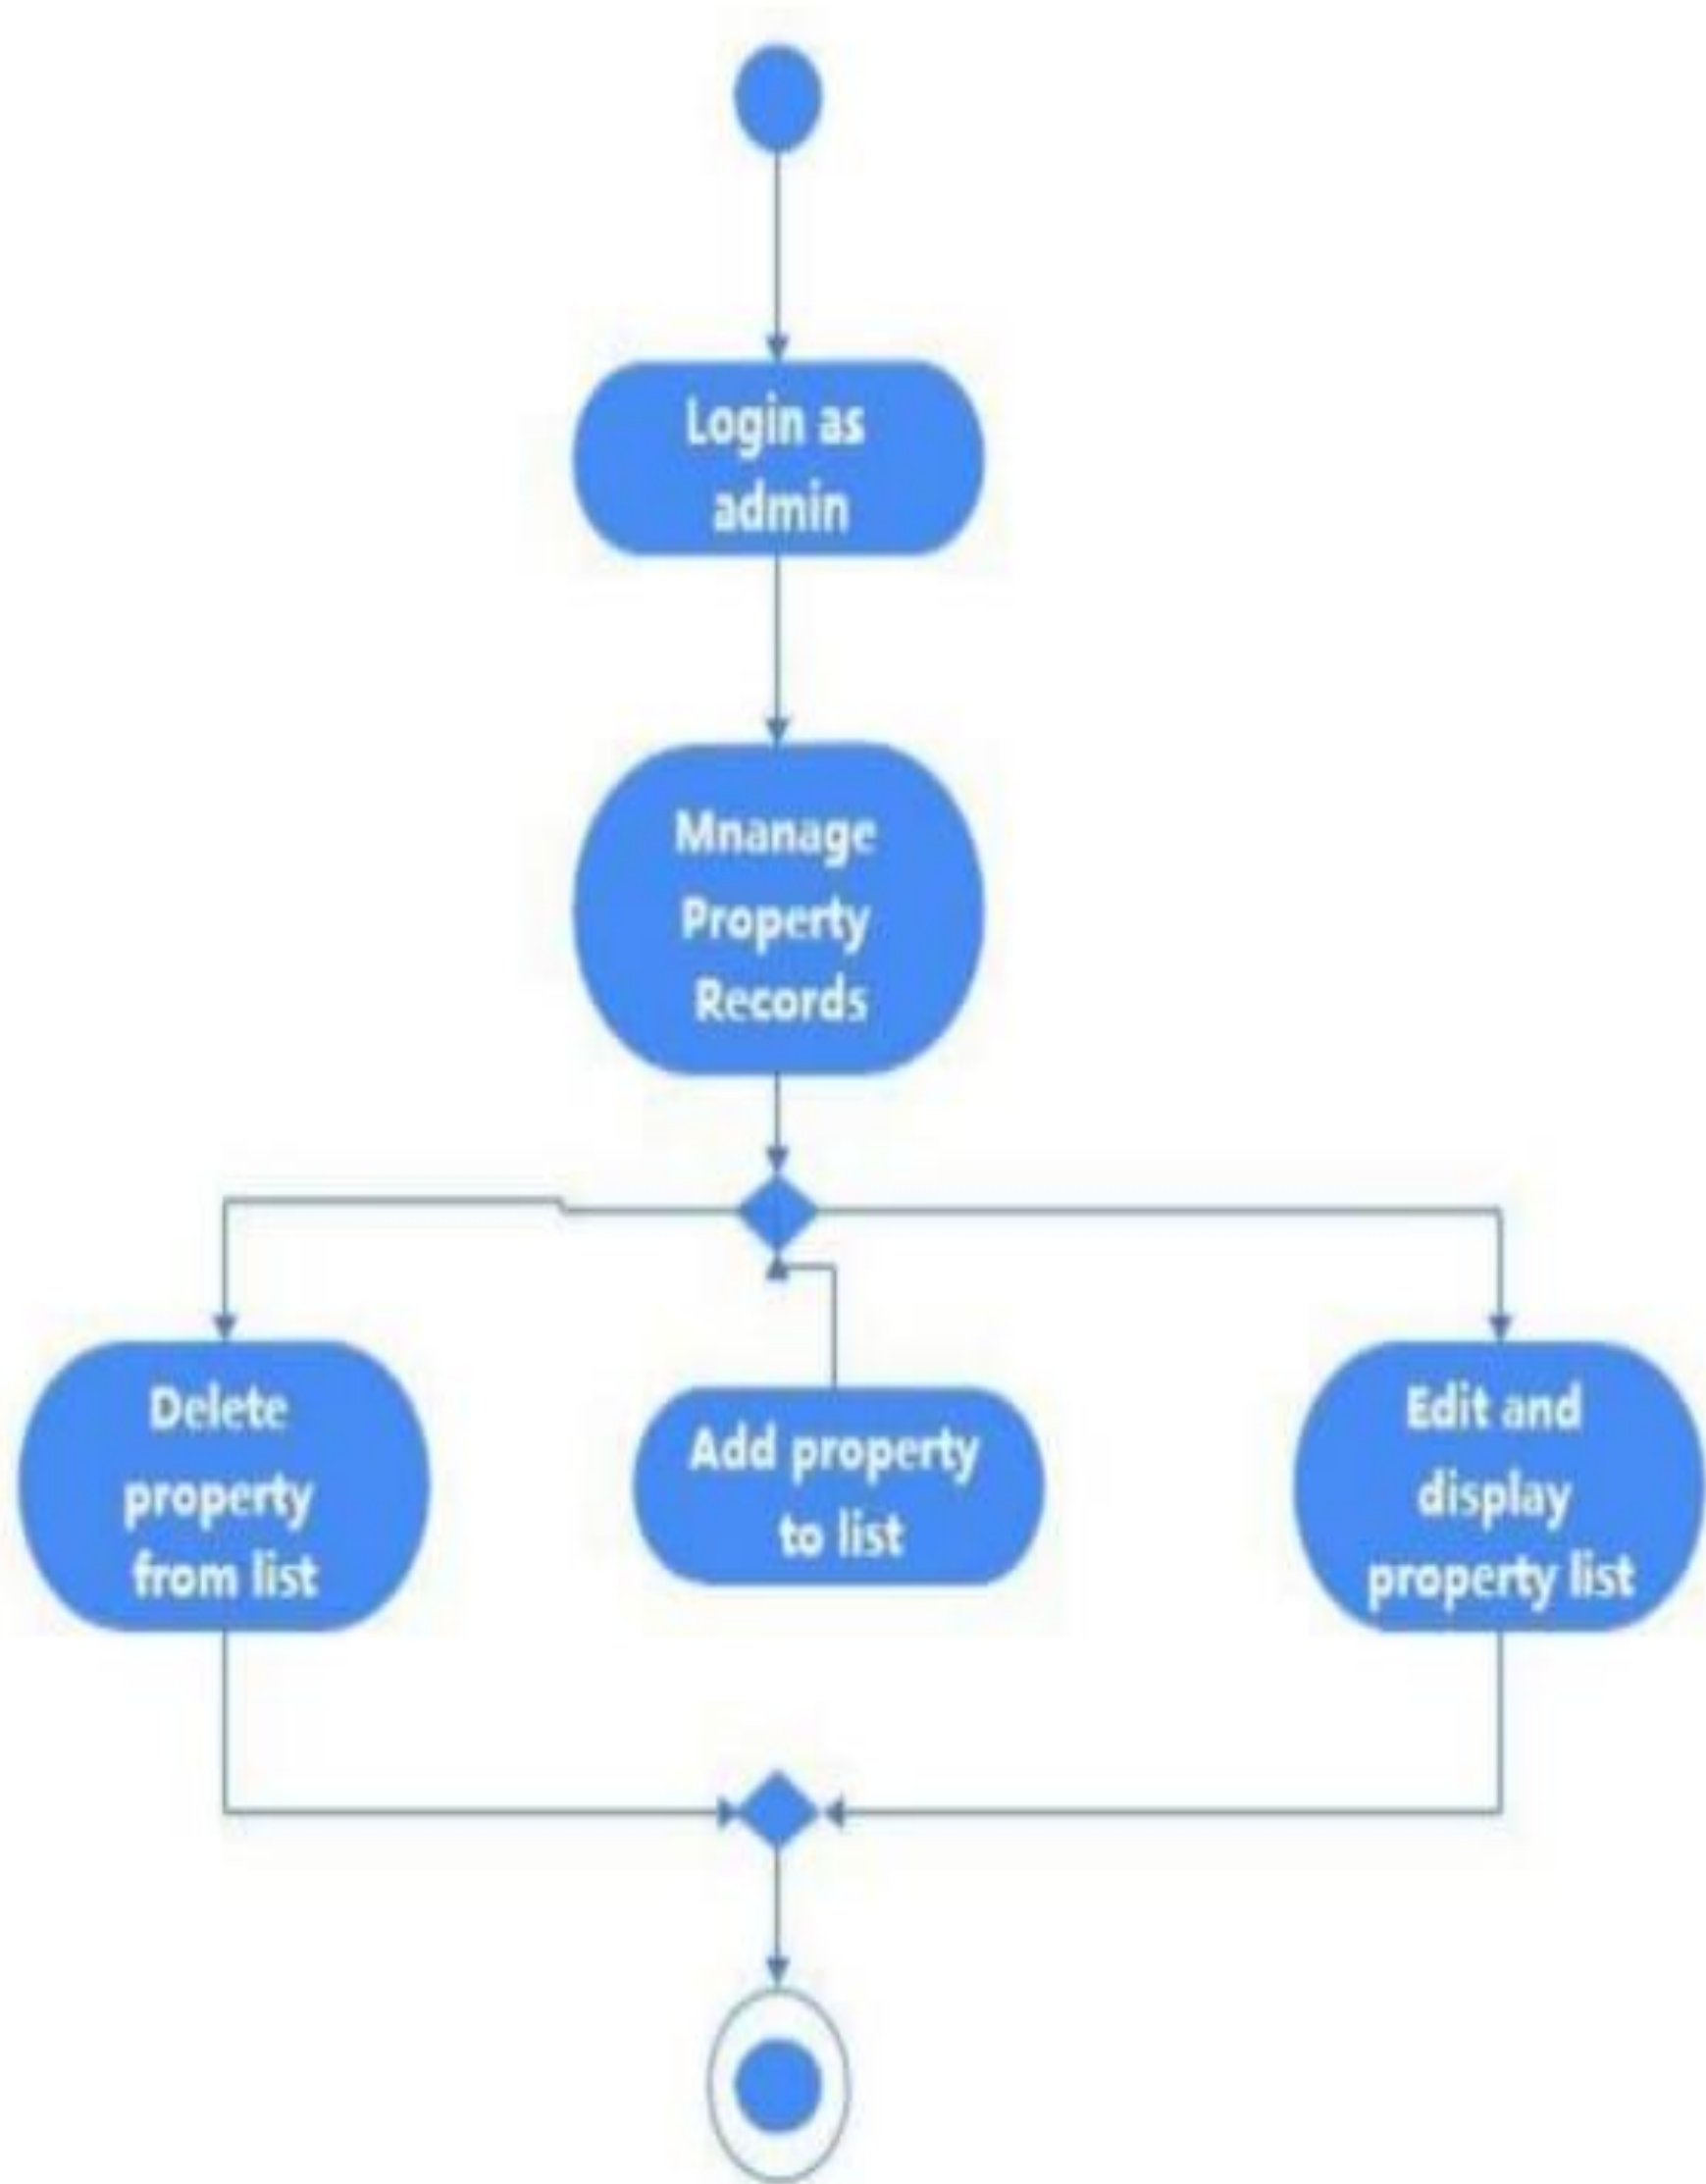 Login as
admin
Mnanage
Property
Records
Delete
property
from list
Add property
to list
Edit and
display
property list